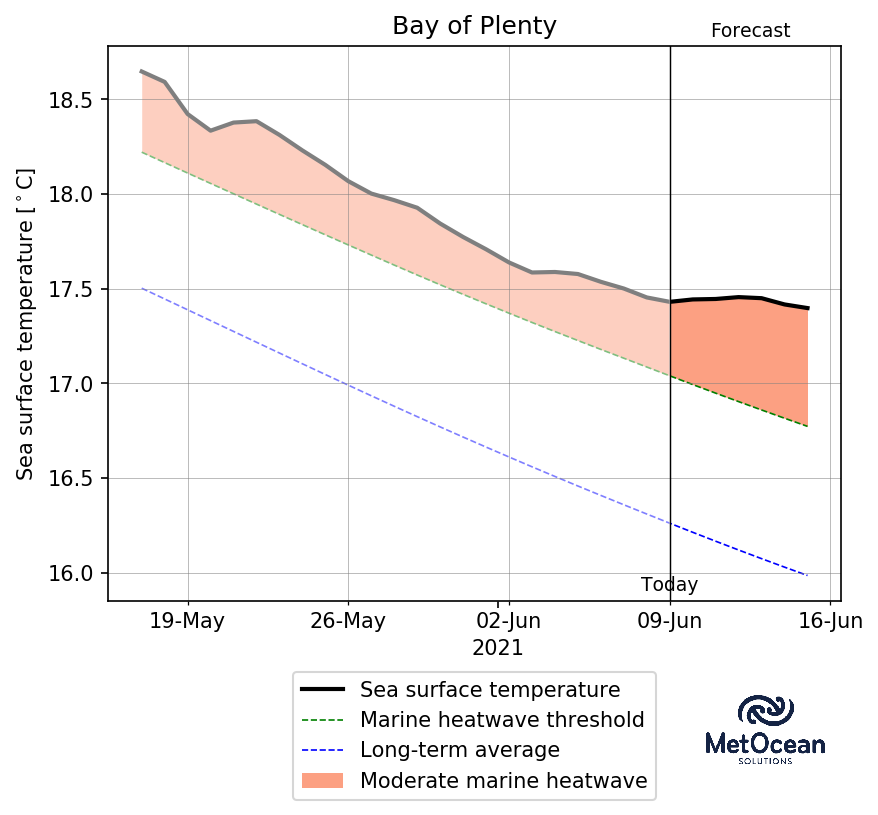 Bay of Plenty
Forecast
Sea surface temperature [°C]
18.5
18.0
17.5
17.0
16.5
16.0
Today
19-May
26-May
02-Jun
09-Jun
16-Jun
2021
Sea surface temperature
Marine heatwave threshold
Long-term average
Moderate marine heatwave
MetOcean
SOLUTIONS